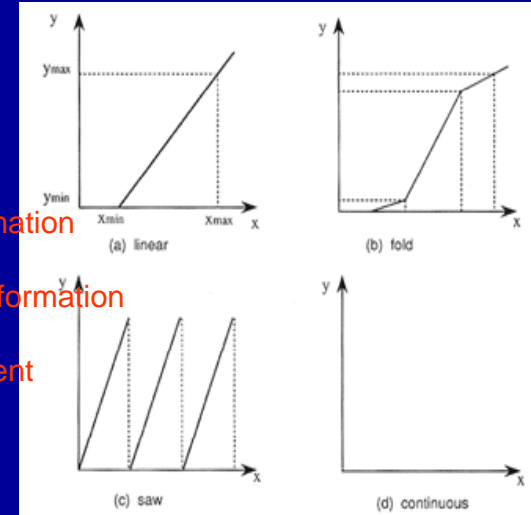 y
ymax
ymin
xmin
xmax
x
(a) linear
y
x
(b) fold
nation
formation
ent
y
x
(c) saw
y
x
(d) continuous